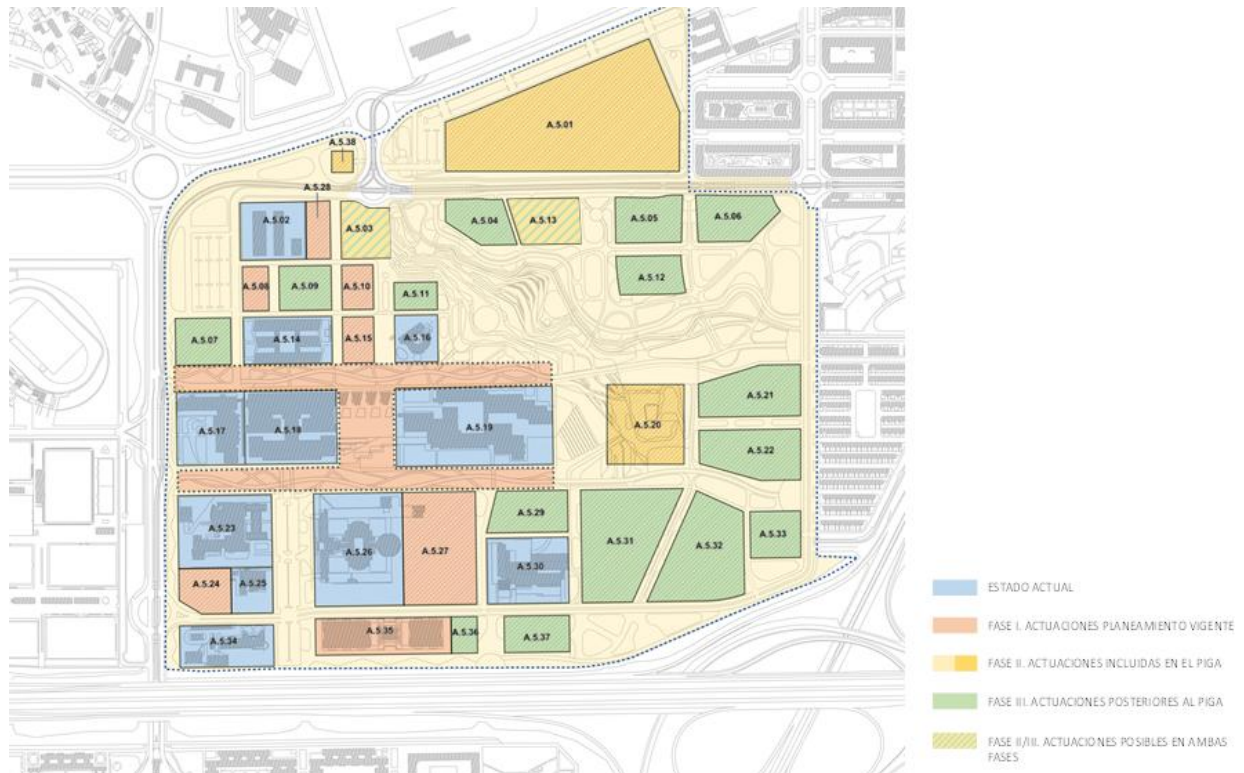 A.5.01
A.5.38
A.5.28
A.5.02
A.5.03
A.5.04
A.5.13
A.5.05
A.5.06
A.5.12
A.5.08
A.5.09
A.5.10
A.5.11
A.5.07
A.5.14
A.5.15
A.5.16
A.5.17
A.5.18
A.5.19
A.5.20
A.5.21
A.5.22
A.5.23
A.5.24
A.5.25
A.5.26
A.5.27
A.5.29
A.5.30
A.5.31
A.5.32
A.5.33
A.5.34
A.5.35
A.5.36
A.5.37
ESTADO ACTUAL
FASE I. ACTUACIONES PLANEAMIENTO VIGENTE
FASE II. ACTUACIONES INCLUIDAS EN EL PIGA
FASE III. ACTUACIONES POSTERIORES AL PIGA
FASE II/III. ACTUACIONES POSIBLES EN AMBAS
FASES